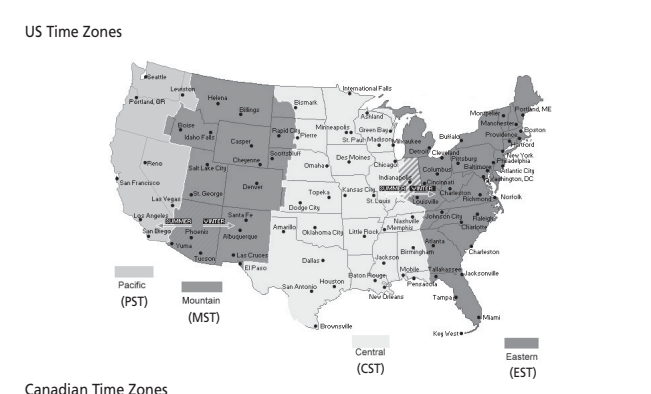 US Time Zones
Seattle
Portland, OR
Lewiston
Helena
Billings
Boise
Idaho Falls
Casper
Rapid City
Pierre
Bismark
International Falls
Ashland
Minneapolis
St. Paul
Green Bay
Madison
Milwaukee
Scottsbluff
Cheyenne
Salt Lake City
Reno
San Francisco
Denver
St. George
Las Vegas
Los Angeles
San Diego
SUMMER
WINTER
Phoenix
Yuma
Tucson
Santa Fe
Albuquerque
Las Cruces
El Paso
Amarillo
Omaha
Des Moines
Chicago
Topeka
Kansas City
St. Louis
Dodge City
Oklahoma City
Little Rock
Dallas
San Antonio
Houston
Brownsville
Baton Rouge
New Orleans
Jackson
Mobile
Pensacola
Birmingham
Memphis
Nashville
Indianapolis
SUMMER
WINTER
Louisville
Cincinnati
Columbus
Detroit
Cleveland
Pittsburg
Buffalo
Montpelier
Portland, ME
Manchester
Boston
Providence
Hartford
New York
Philadelphia
Baltimore
Atlantic City
Washington, DC
Charleston
Richmond
Norfolk
Johnson City
Raleigh
Charlotte
Charleston
Atlanta
Tallahassee
Jacksonville
Tampa
Miami
Key West
Pacific
(PST)
Mountain
(MST)
Central
(CST)
Eastern
(EST)
Canadian Time Zones